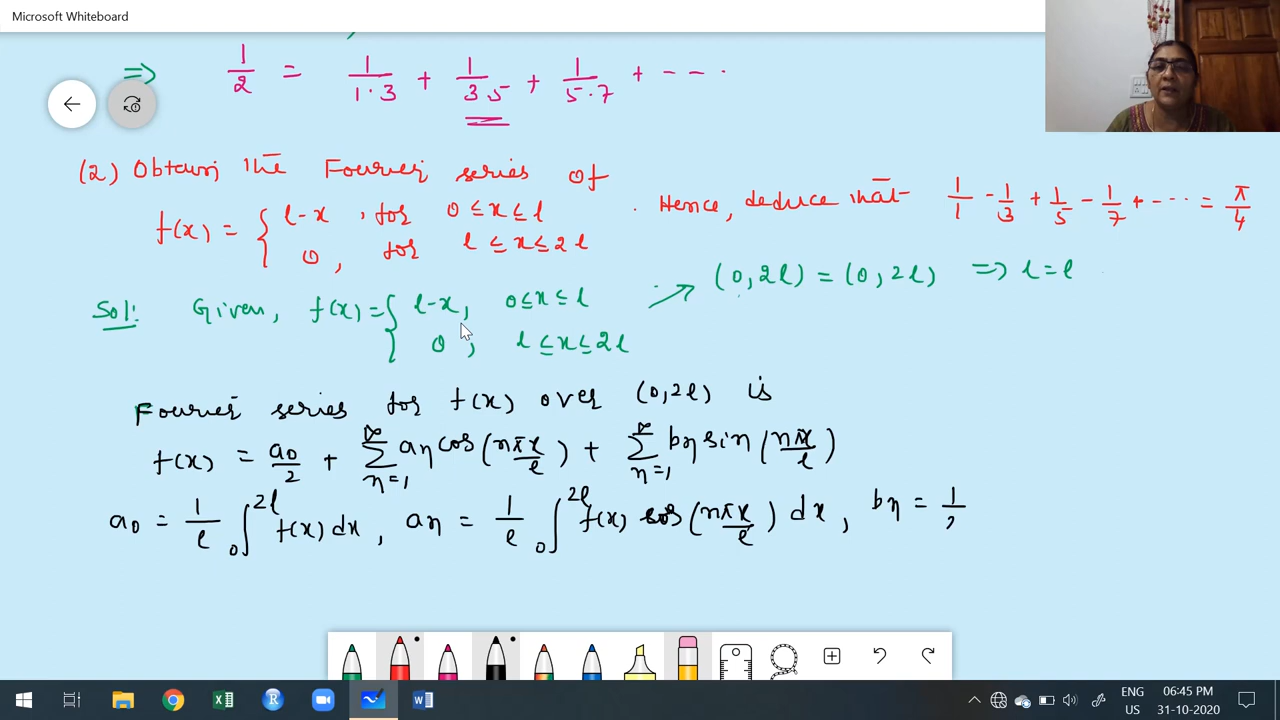 Microsoft Whiteboard
⇒ 1/2 = 1/1·3 + 1/3.5 + 1/5·7 + ----
(2) Obtain the Fourier series of
f(x) = { l-x, for 0 ≤ x ≤ l
0, for l ≤ x ≤ 2l
. Hence, deduce that 1/1 - 1/3 + 1/5 - 1/7 + ---- = π/4
Sol: Given, f(x) = { l-x, 0 ≤ x ≤ l
0, l ≤ x ≤ 2l
(0, 2l) = (0, 2l) ⇒ l = l
Fourier series for f(x) over (0, 2l) is
f(x) = a0/2 + ∑_{n=1}^{∞} an cos(nπx/l) + ∑_{n=1}^{∞} bn sin(nπx/l)
a0 = 1/l ∫_0^{2l} f(x) dx, an = 1/l ∫_0^{2l} f(x) cos(nπx/l) dx, bn = 1/
ENG
US
06:45 PM
31-10-2020